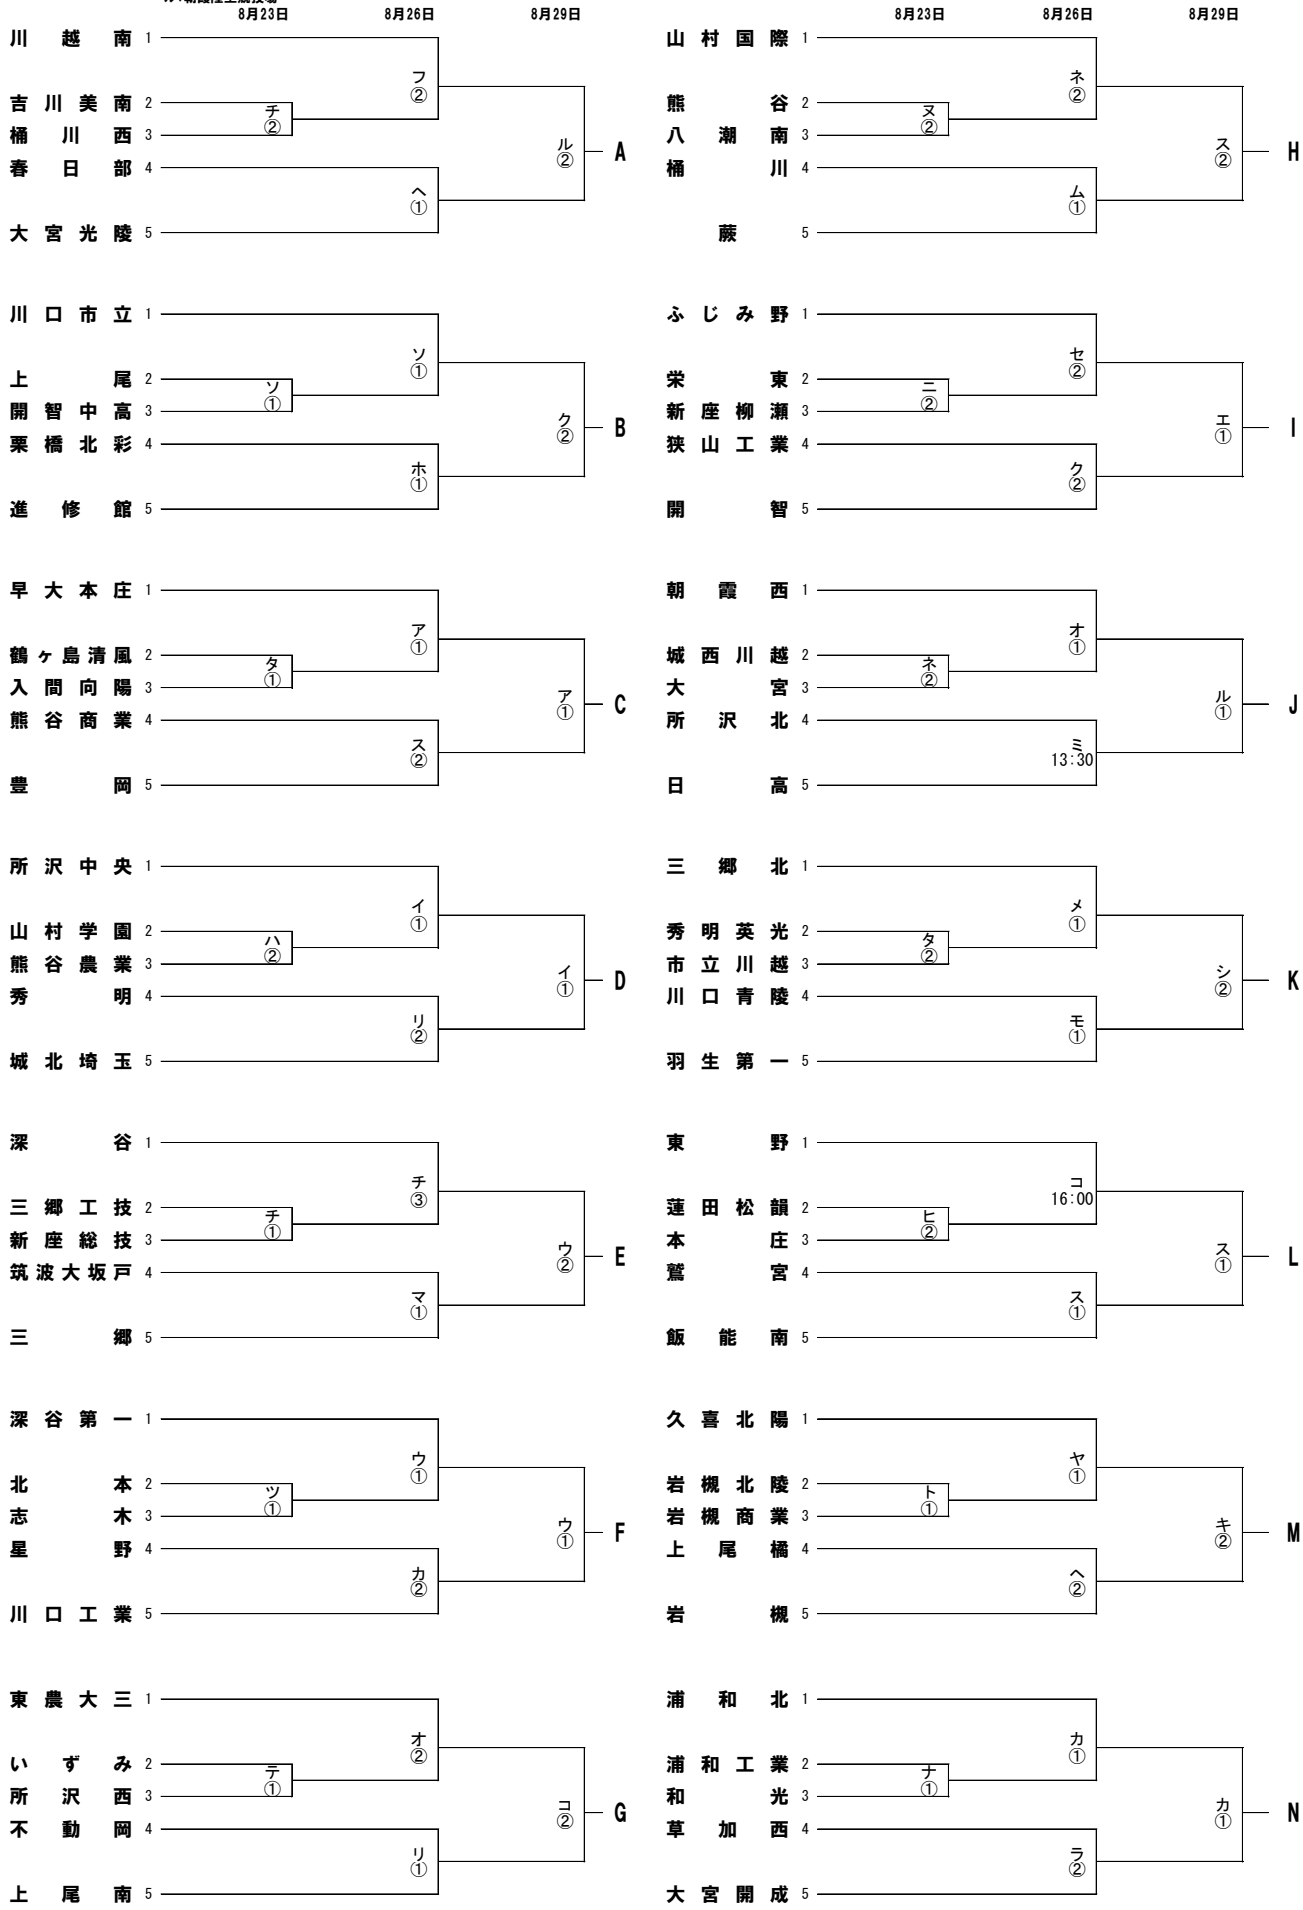 8月23日 8月26日 8月29日
川越南 1
フ
②
吉川美南 2
チ
②
桶川西 3
ル
②
A
春日部 4
ヘ
①
大宮光陵 5
川口市立 1
ソ
①
上尾 2
ソ
①
開智中高 3
ク
②
B
栗橋北彩 4
ホ
①
進修館 5
早大本庄 1
ア
①
鶴ヶ島清風 2
タ
①
入間向陽 3
ア
①
C
熊谷商業 4
ス
②
豊岡 5
所沢中央 1
イ
①
山村学園 2
ハ
②
熊谷農業 3
イ
①
D
秀明 4
リ
②
城北埼玉 5
深谷 1
チ
③
三郷工技 2
チ
①
新座総技 3
ウ
②
E
筑波大坂戸 4
マ
①
三郷 5
深谷第一 1
ウ
①
北本 2
ツ
①
志木 3
ウ
①
F
星野 4
カ
②
川口工業 5
東農大三 1
オ
②
いずみ 2
テ
①
所沢西 3
コ
②
G
不動岡 4
リ
①
上尾南 5
8月23日 8月26日 8月29日
山村国際 1
ネ
②
熊谷 2
ヌ
②
八潮南 3
ス
②
H
桶川 4
ム
①
蕨 5
ふじみ野 1
セ
②
栄東 2
ニ
②
新座柳瀬 3
エ
①
I
狭山工業 4
ク
②
開智 5
朝霞西 1
オ
①
城西川越 2
ネ
②
大宮 3
ル
①
J
所沢北 4
ミ
13:30
日高 5
三郷北 1
メ
①
秀明英光 2
タ
②
市立川越 3
シ
②
K
川口青陵 4
モ
①
羽生第一 5
東野 1
コ
16:00
蓮田松韻 2
ヒ
②
本庄 3
ス
①
L
鷲宮 4
ス
①
飯能南 5
久喜北陽 1
ヤ
①
岩槻北陵 2
ト
①
岩槻商業 3
キ
②
M
上尾橘 4
ヘ
②
岩槻 5
浦和北 1
カ
①
浦和工業 2
ナ
①
和光 3
カ
①
N
草加西 4
ラ
②
大宮開成 5